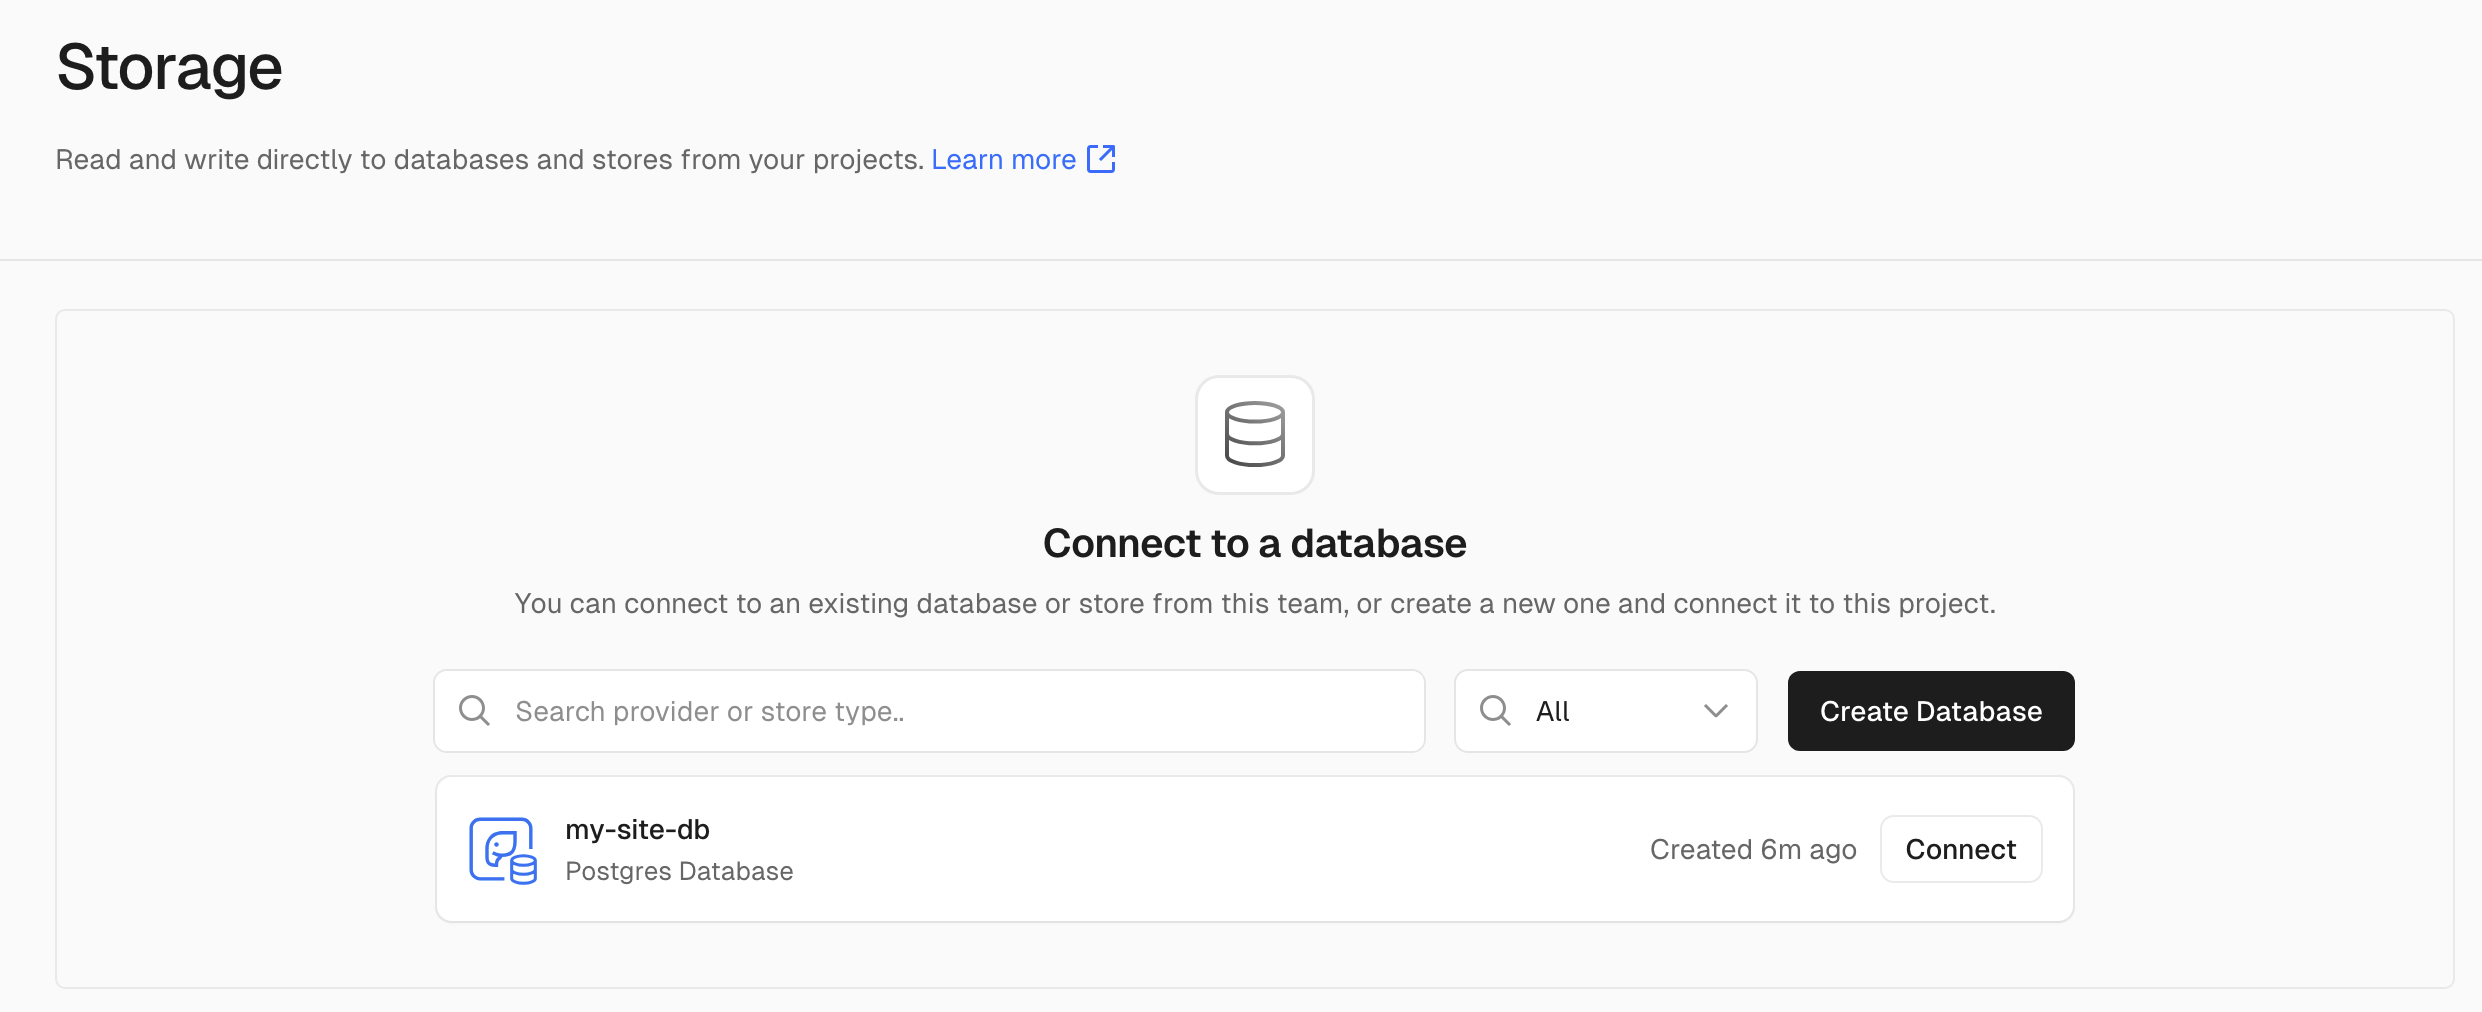 Storage
Read and write directly to databases and stores from your projects. Learn more
Connect to a database
You can connect to an existing database or store from this team, or create a new one and connect it to this project.
Search provider or store type..
All
Create Database
my-site-db
Postgres Database
Created 6m ago
Connect